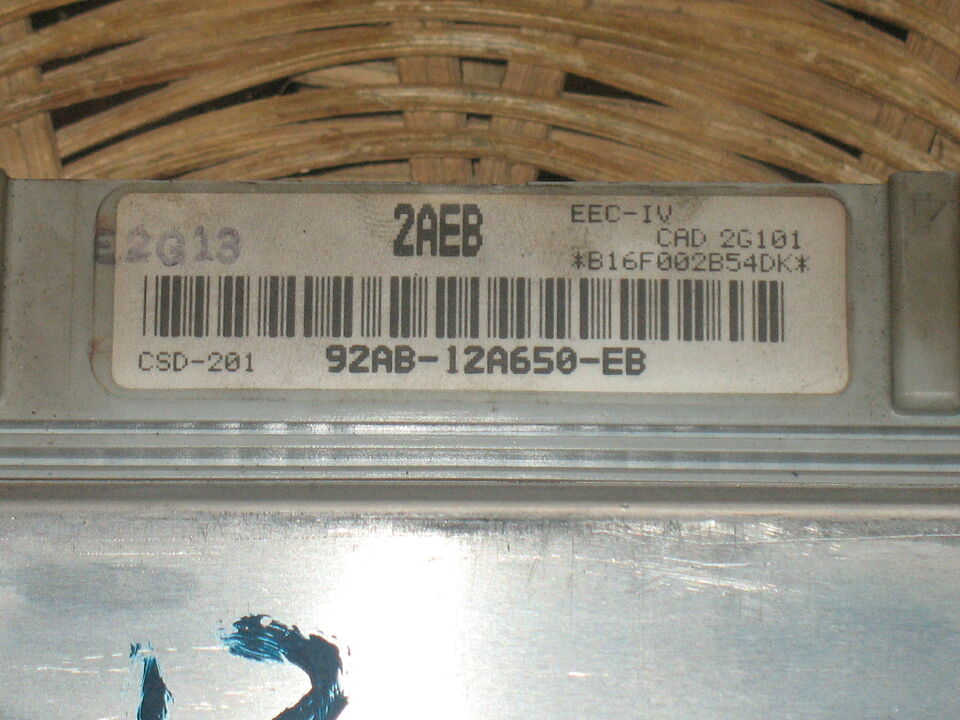 E2G13
2AEB
EEC-IV
CAD 2G101
*B16F002B54DK*
CSD-201
92AB-12A650-EB